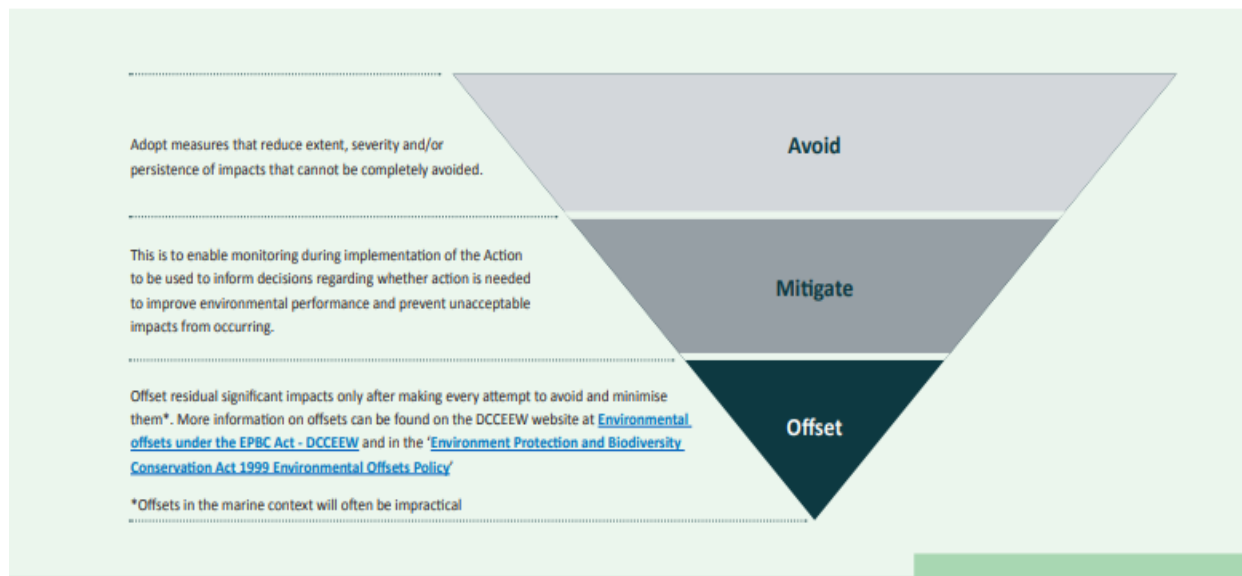 Adopt measures that reduce extent, severity and/or
persistence of impacts that cannot be completely avoided.
Avoid
This is to enable monitoring during implementation of the Action
to be used to inform decisions regarding whether action is needed
to improve environmental performance and prevent unacceptable
impacts from occurring.
Mitigate
Offset residual significant impacts only after making every attempt to avoid and minimise
them*. More information on offsets can be found on the DCCEEW website at Environmental
offsets under the EPBC Act - DCCEEW and in the ‘Environment Protection and Biodiversity
Conservation Act 1999 Environmental Offsets Policy’
*Offsets in the marine context will often be impractical
Offset